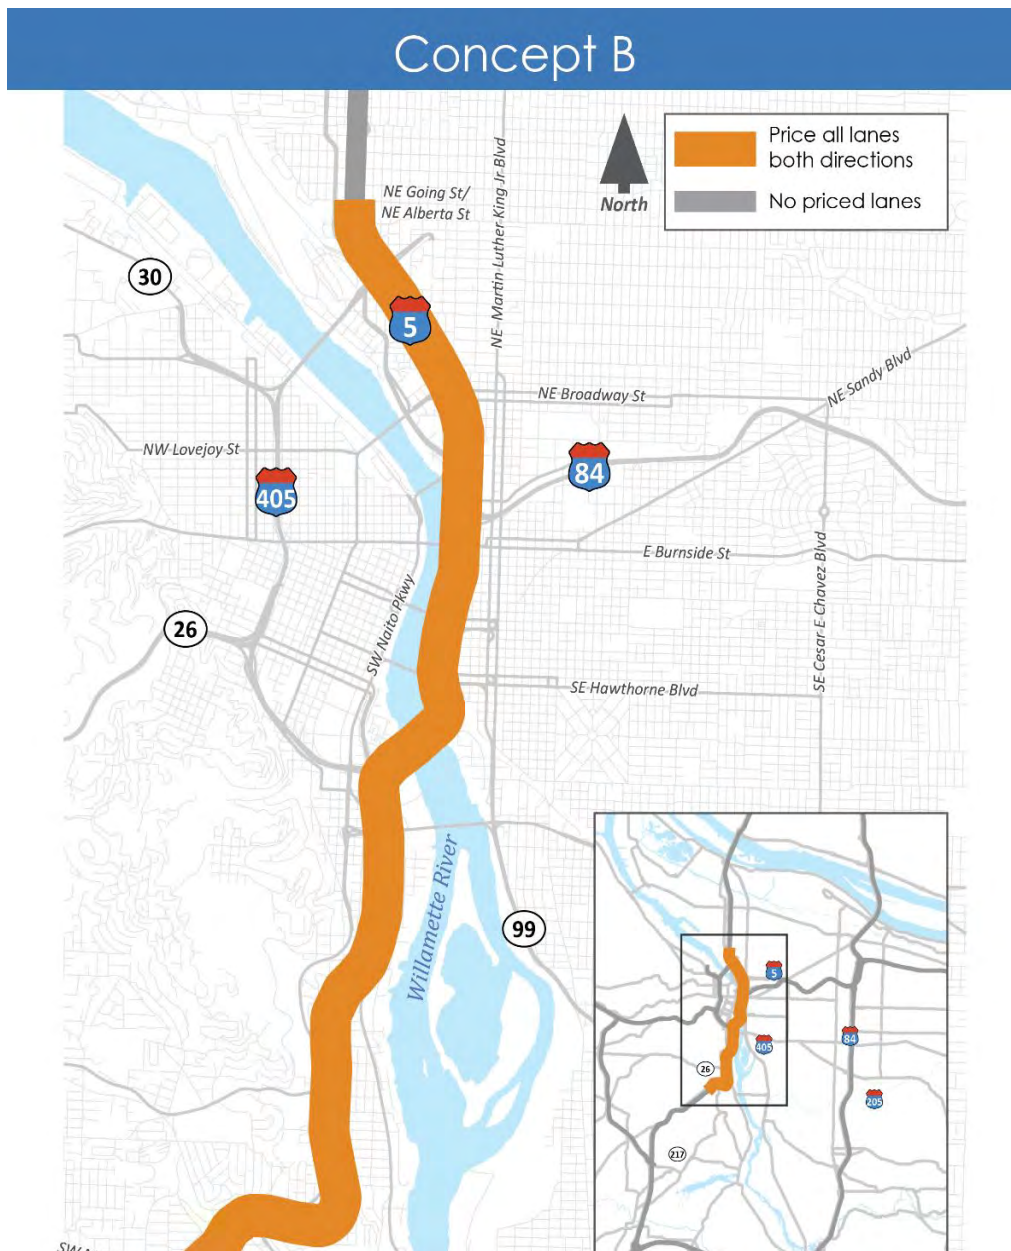 Concept B
Price all lanes
both directions
No priced lanes
North
NE Going St/
NE Alberta St
NE Martin Luther King Jr Blvd
30
5
NE Sandy Blvd
NE Broadway St
NW Lovejoy St
84
405
E Burnside St
SW Naito Pkwy
SE Cesar E Chavez Blvd
26
SE Hawthorne Blvd
Willamette River
99
5
405
84
26
205
217